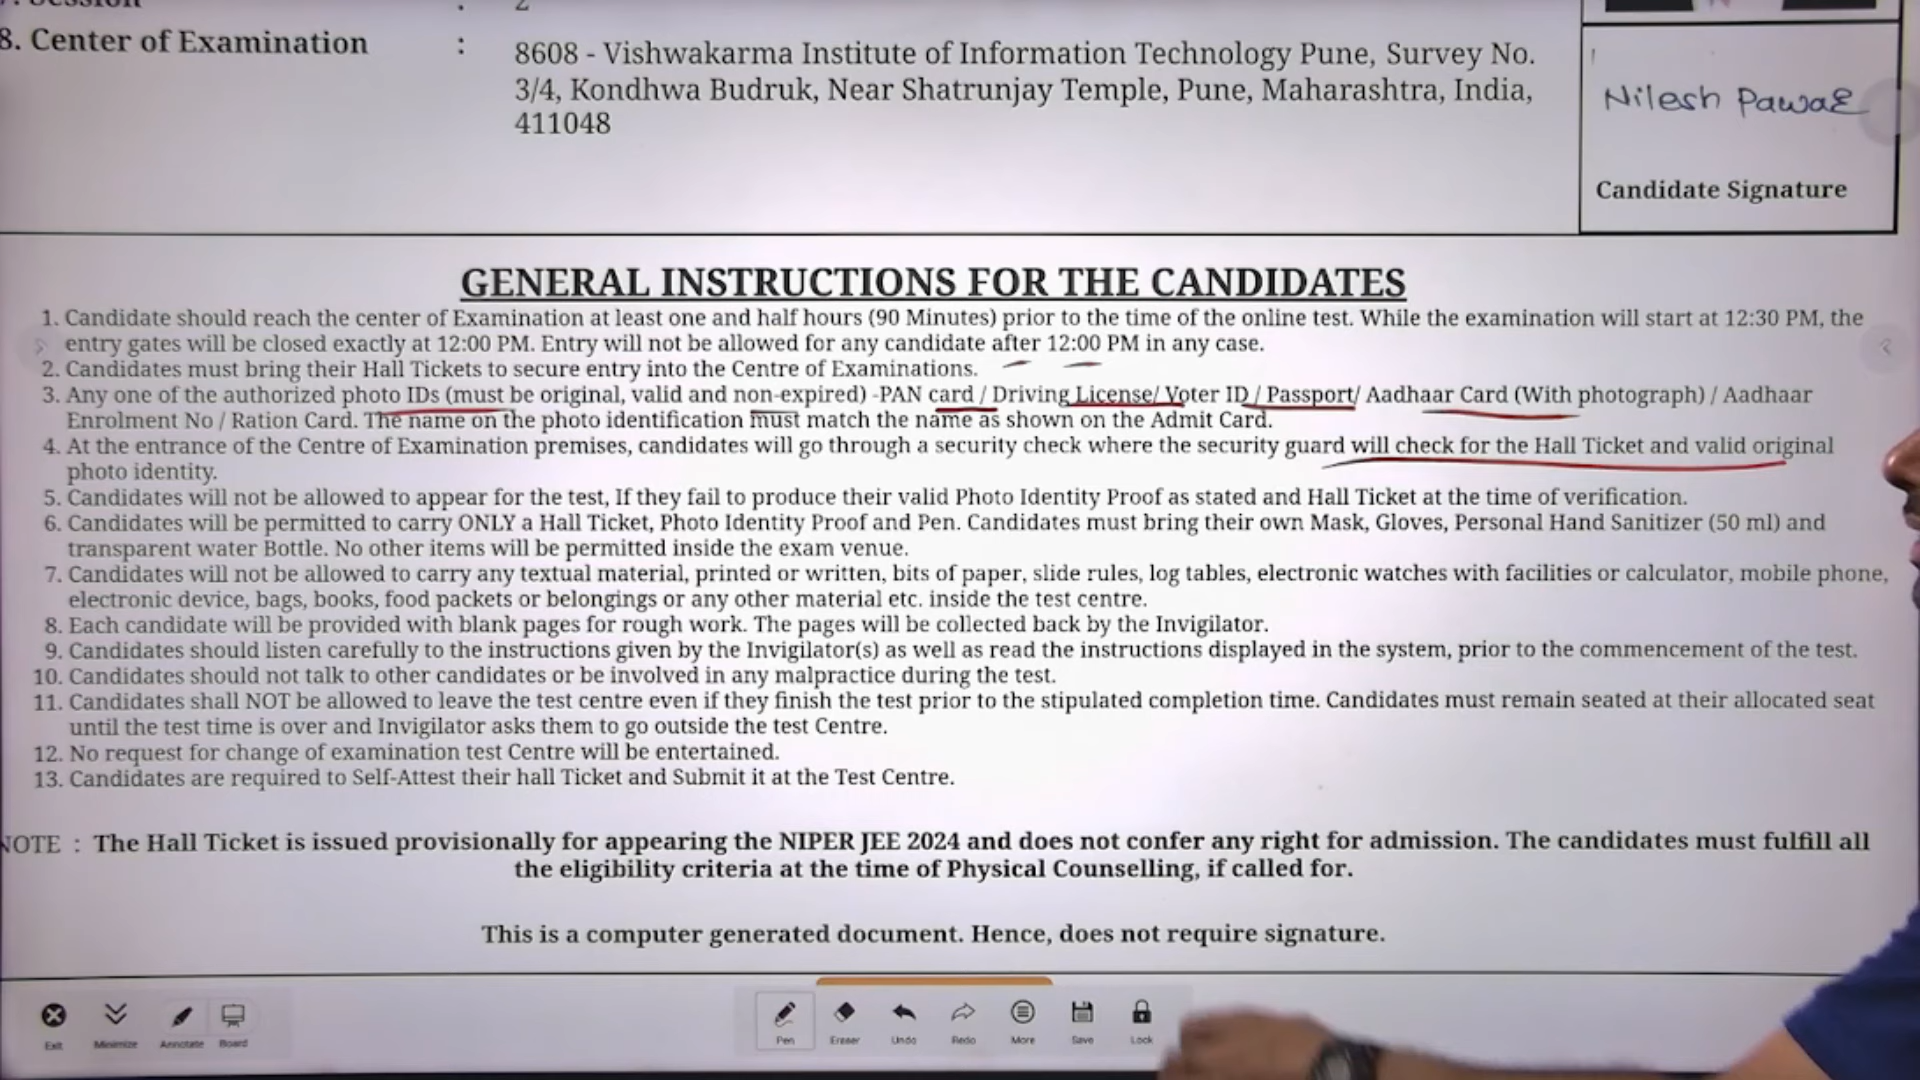 8. Center of Examination : 8608 - Vishwakarma Institute of Information Technology Pune, Survey No.
3/4, Kondhwa Budruk, Near Shatrunjay Temple, Pune, Maharashtra, India,
411048
Nilesh Pawar
Candidate Signature
GENERAL INSTRUCTIONS FOR THE CANDIDATES
1. Candidate should reach the center of Examination at least one and half hours (90 Minutes) prior to the time of the online test. While the examination will start at 12:30 PM, the
entry gates will be closed exactly at 12:00 PM. Entry will not be allowed for any candidate after 12:00 PM in any case.
2. Candidates must bring their Hall Tickets to secure entry into the Centre of Examinations.
3. Any one of the authorized photo IDs (must be original, valid and non-expired) -PAN card / Driving License/ Voter ID / Passport/ Aadhaar Card (With photograph) / Aadhaar
Enrolment No / Ration Card. The name on the photo identification must match the name as shown on the Admit Card.
4. At the entrance of the Centre of Examination premises, candidates will go through a security check where the security guard will check for the Hall Ticket and valid original
photo identity.
5. Candidates will not be allowed to appear for the test, If they fail to produce their valid Photo Identity Proof as stated and Hall Ticket at the time of verification.
6. Candidates will be permitted to carry ONLY a Hall Ticket, Photo Identity Proof and Pen. Candidates must bring their own Mask, Gloves, Personal Hand Sanitizer (50 ml) and
transparent water Bottle. No other items will be permitted inside the exam venue.
7. Candidates will not be allowed to carry any textual material, printed or written, bits of paper, slide rules, log tables, electronic watches with facilities or calculator, mobile phone,
electronic device, bags, books, food packets or belongings or any other material etc. inside the test centre.
8. Each candidate will be provided with blank pages for rough work. The pages will be collected back by the Invigilator.
9. Candidates should listen carefully to the instructions given by the Invigilator(s) as well as read the instructions displayed in the system, prior to the commencement of the test.
10. Candidates should not talk to other candidates or be involved in any malpractice during the test.
11. Candidates shall NOT be allowed to leave the test centre even if they finish the test prior to the stipulated completion time. Candidates must remain seated at their allocated seat
until the test time is over and Invigilator asks them to go outside the test Centre.
12. No request for change of examination test Centre will be entertained.
13. Candidates are required to Self-Attest their hall Ticket and Submit it at the Test Centre.
NOTE : The Hall Ticket is issued provisionally for appearing the NIPER JEE 2024 and does not confer any right for admission. The candidates must fulfill all
the eligibility criteria at the time of Physical Counselling, if called for.
This is a computer generated document. Hence, does not require signature.
Exit Minimize Annotate Board Pen Eraser Undo Redo More Save Lock